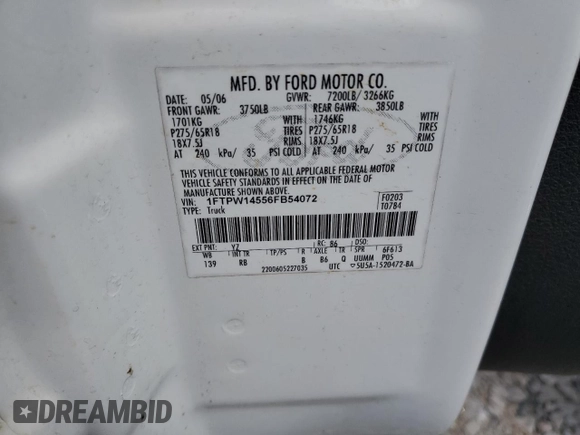 MFD. BY FORD MOTOR CO.
DATE: 05/06 GVWR: 7200LB/ 3266KG
FRONT GAWR: 3750LB REAR GAWR: 3850LB
1701KG WITH 1746KG WITH
P275/65R18 TIRES P275/65R18 TIRES
18X7.5J RIMS 18X7.5J RIMS
AT 240 kPa/ 35 PSI COLD AT 240 kPa/ 35 PSI COLD
THIS VEHICLE CONFORMS TO ALL APPLICABLE FEDERAL MOTOR
VEHICLE SAFETY AND THEFT PREVENTION STANDARDS IN EFFECT ON THE DATE OF
MANUFACTURE SHOWN ABOVE.
VIN: 1FTPW14556FB54072 F0203
TYPE: Truck T0784
EXT PNT: YZ RC: 86 DSO:
WB INT TR TP/PS R AXLE TR SPR 6F613
139 RB B B6 Q UUMM P05
2200605227035 UTC ▽5U5A-1520472-BA
DREAMBID